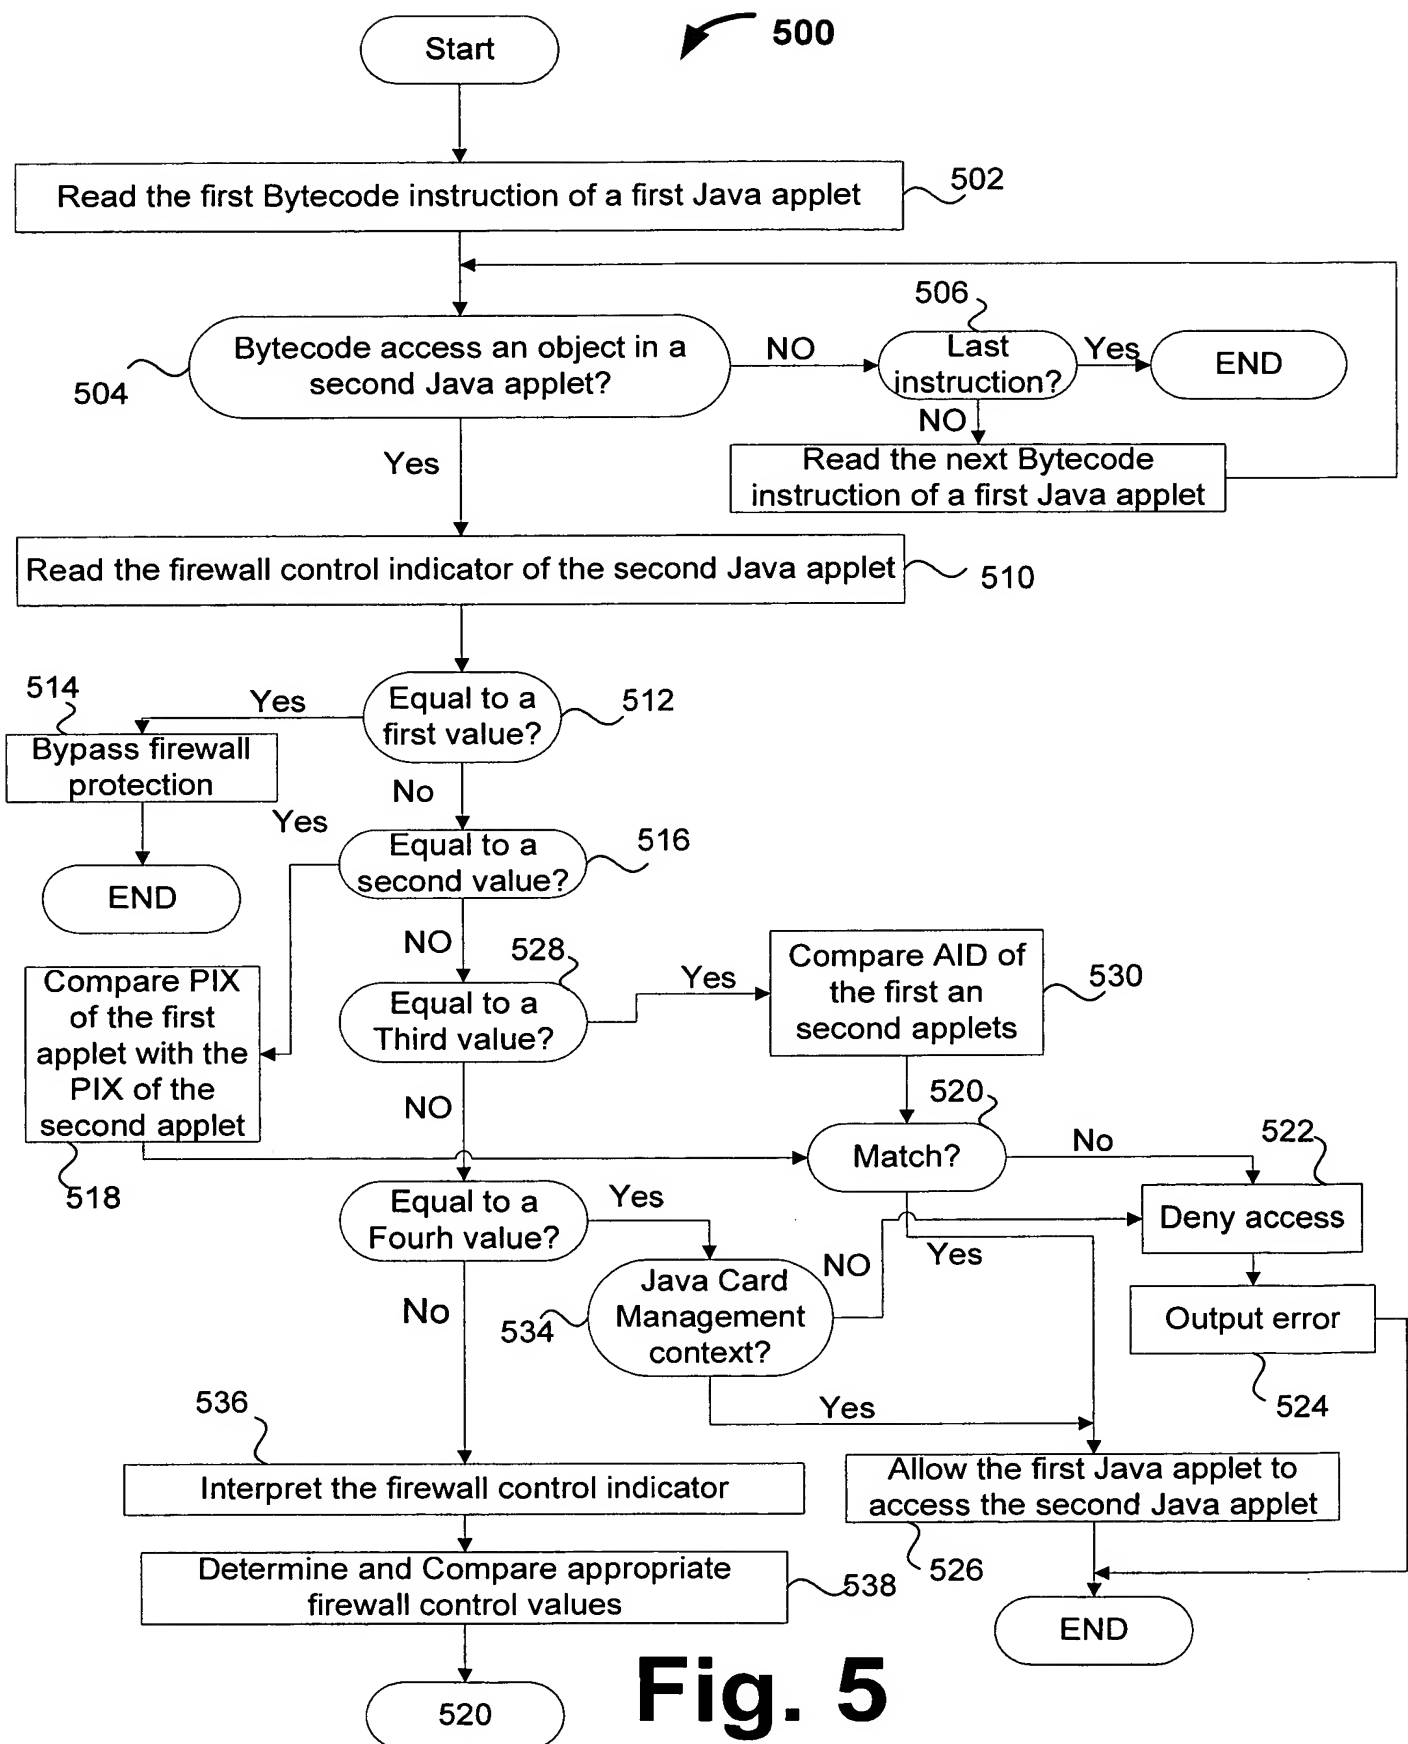 Start
500
Read the first Bytecode instruction of a first Java applet
502
506
Bytecode access an object in a
second Java applet?
504
NO
Last
instruction?
Yes
END
NO
Yes
Read the next Bytecode
instruction of a first Java applet
Read the firewall control indicator of the second Java applet
510
514
Yes
Equal to a
first value?
512
Bypass firewall
protection
No
Yes
Equal to a
second value?
516
END
NO
528
Compare AID of
the first an
second applets
530
Yes
Compare PIX
of the first
applet with the
PIX of the
second applet
Equal to a
Third value?
NO
520
518
Match?
No
522
Equal to a
Fourh value?
Yes
Deny access
Yes
NO
Java Card
Management
context?
534
No
Output error
524
Yes
536
Interpret the firewall control indicator
Allow the first Java applet to
access the second Java applet
526
Determine and Compare appropriate
firewall control values
538
END
520
Fig. 5